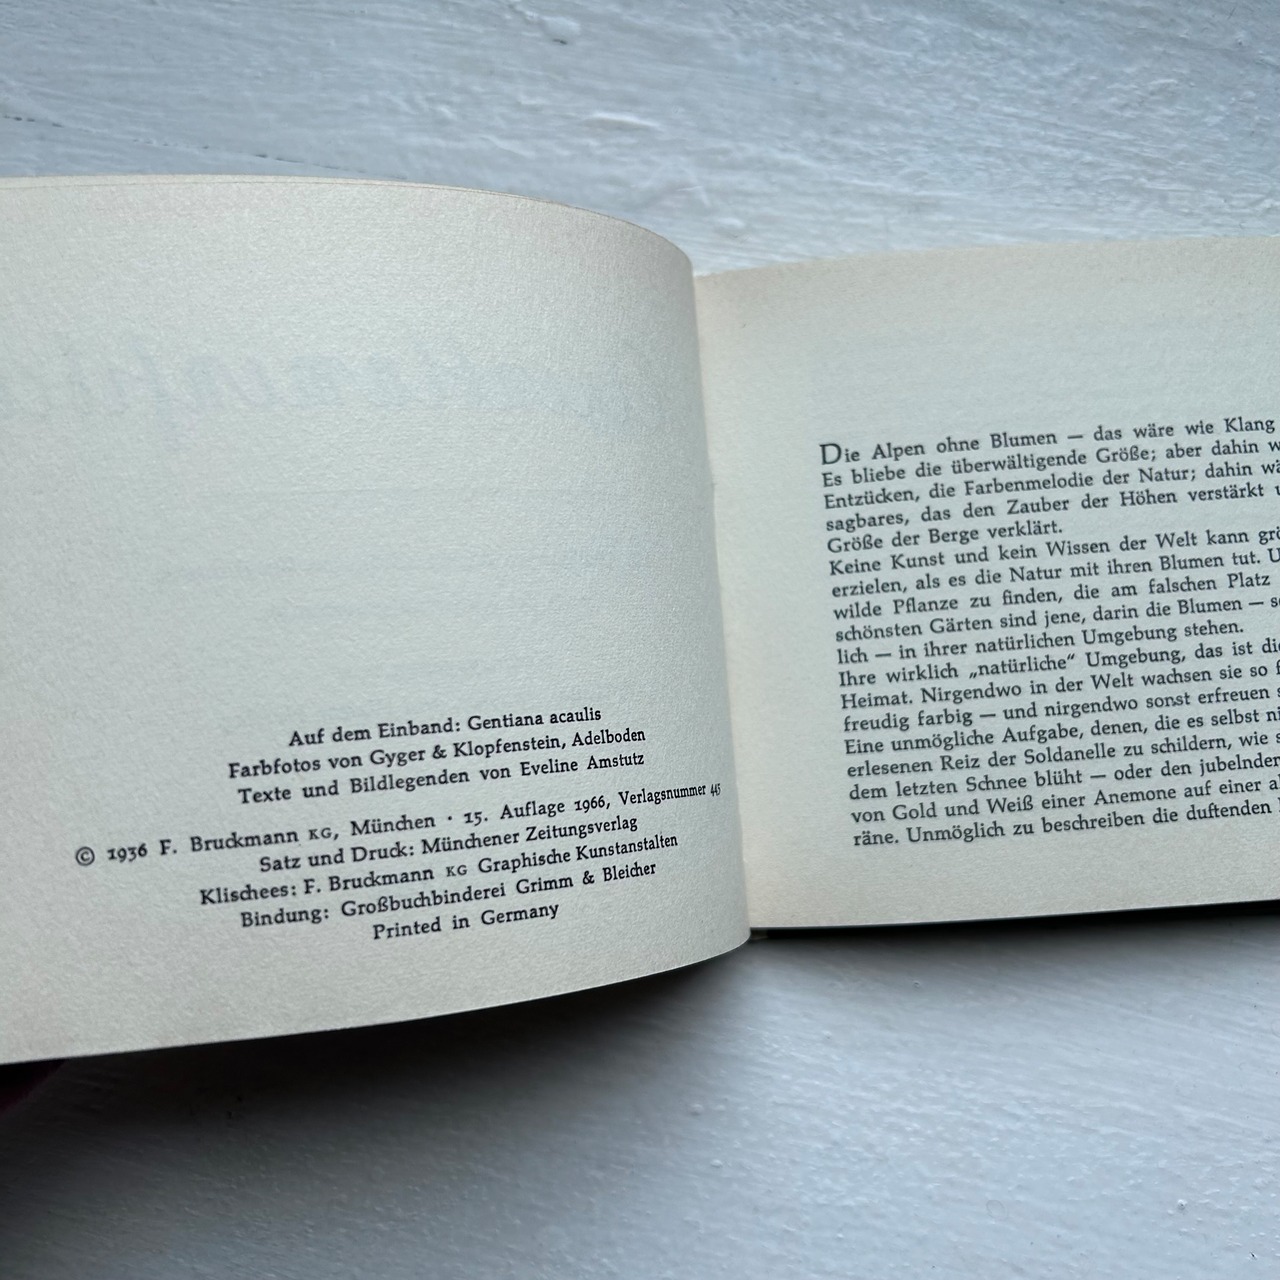 Auf dem Einband: Gentiana acaulis
Farbfotos von Gyger & Klopfenstein, Adelboden
Texte und Bildlegenden von Eveline Amstutz
© 1936 F. Bruckmann KG, München · 15. Auflage 1966, Verlagsnummer 445
Satz und Druck: Münchener Zeitungsverlag
Klischees: F. Bruckmann KG Graphische Kunstanstalten
Bindung: Großbuchbinderei Grimm & Bleicher
Printed in Germany
Die Alpen ohne Blumen — das wäre wie Klang
Es bliebe die überwältigende Größe; aber dahin
Entzücken, die Farbenmelodie der Natur; dahin
sagbares, das den Zauber der Höhen verstärkt
Größe der Berge verklärt.
Keine Kunst und kein Wissen der Welt kann
erzielen, als es die Natur mit ihren Blumen tut.
wilde Pflanze zu finden, die am falschen Platz
schönsten Gärten sind jene, darin die Blumen —
lich — in ihrer natürlichen Umgebung stehen.
Ihre wirklich „natürliche“ Umgebung, das ist
Heimat. Nirgendwo in der Welt wachsen sie so
freudig farbig — und nirgendwo sonst erfreuen
Eine unmögliche Aufgabe, denen, die es selbst
erlesenen Reiz der Soldanelle zu schildern, wie
dem letzten Schnee blüht — oder den jubelnden
von Gold und Weiß einer Anemone auf einer
räne. Unmöglich zu beschreiben die duftenden